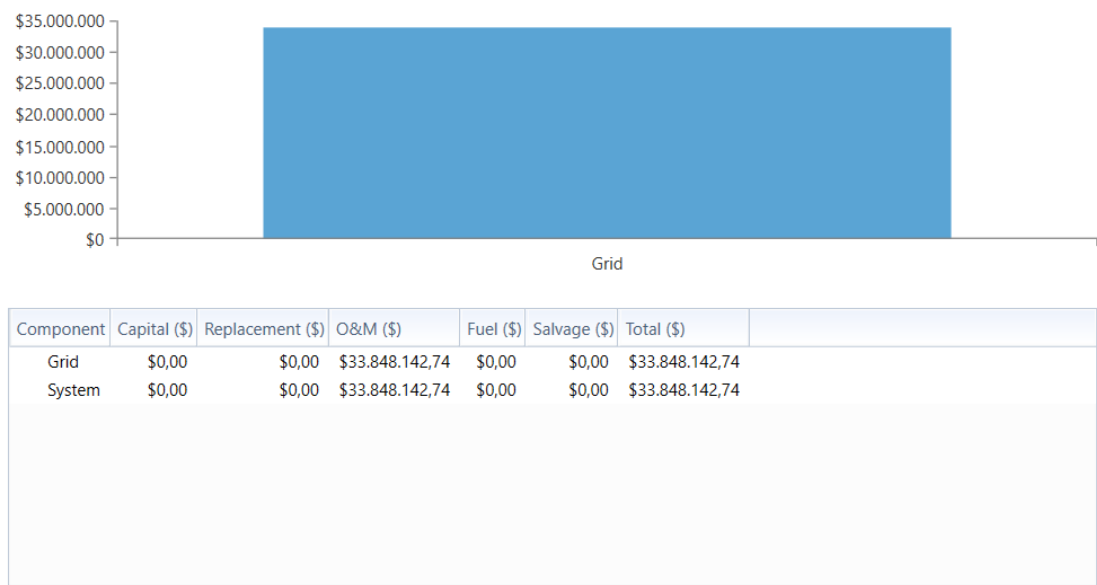 $35.000.000
$30.000.000
$25.000.000
$20.000.000
$15.000.000
$10.000.000
$5.000.000
$0
Grid
Component Capital ($) Replacement ($) O&M ($) Fuel ($) Salvage ($) Total ($)
Grid $0,00 $0,00 $33.848.142,74 $0,00 $0,00 $33.848.142,74
System $0,00 $0,00 $33.848.142,74 $0,00 $0,00 $33.848.142,74